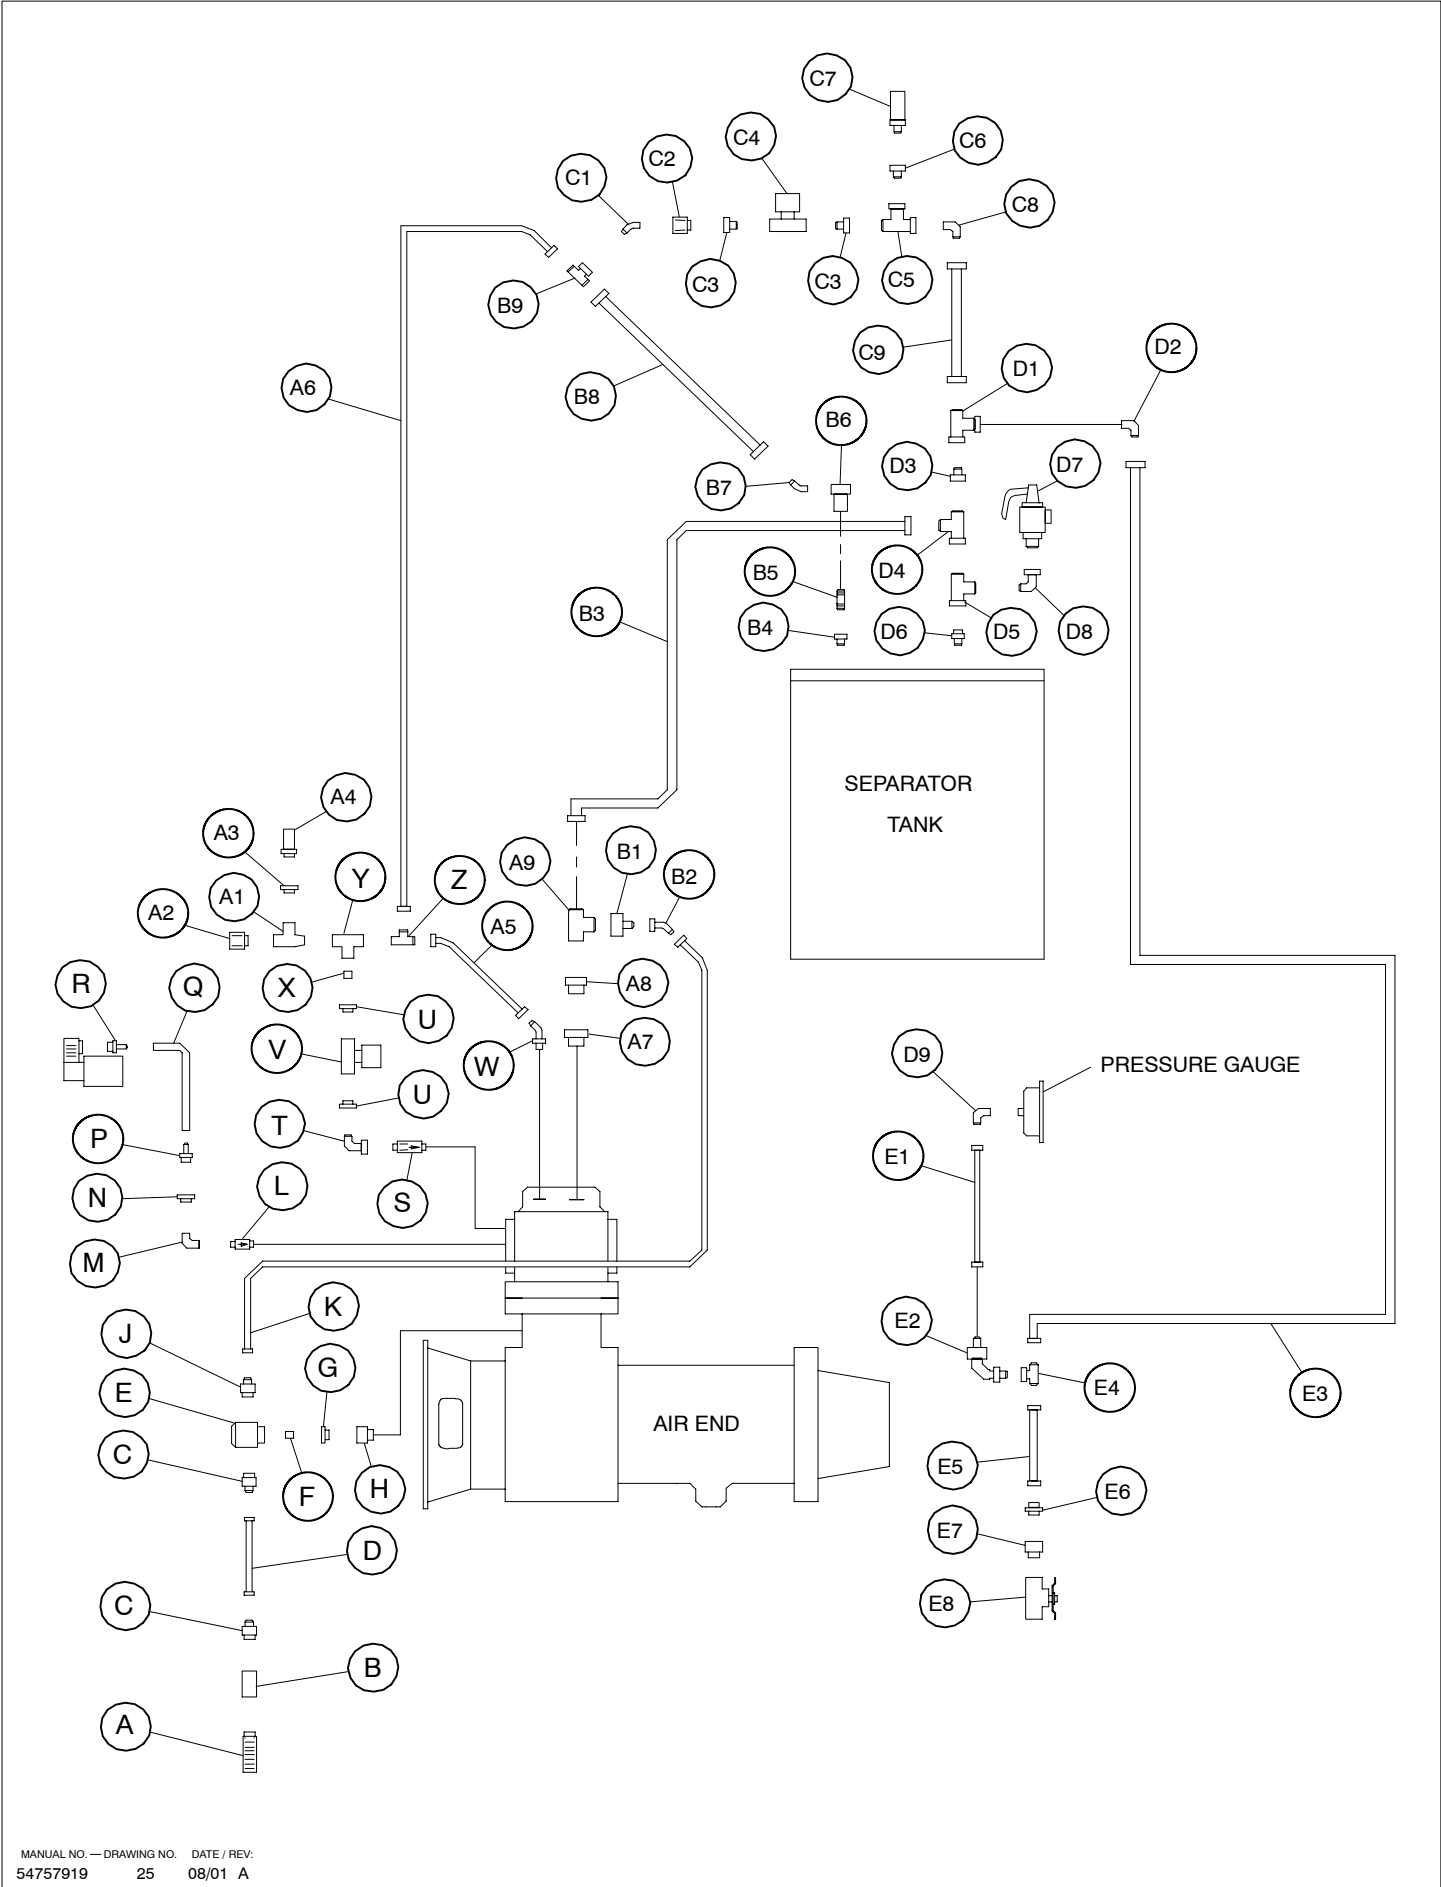 C7
C4
C6
C2
C1
C8
C3
C3
C5
B9
C9
D2
D1
A6
B8
B6
D3
D7
B7
B5
D4
B3
B4
D6
D5
D8
SEPARATOR
TANK
A4
A3
B1
A9
Y
Z
B2
A1
A2
A5
R
Q
X
A8
U
V
A7
W
D9
PRESSURE GAUGE
U
T
P
E1
L
N
S
M
K
E2
J
G
E
E4
E3
AIR END
C
F
H
E5
E6
E7
D
C
E8
B
A
MANUAL NO. — DRAWING NO. DATE / REV:
54757919 25 08/01 A